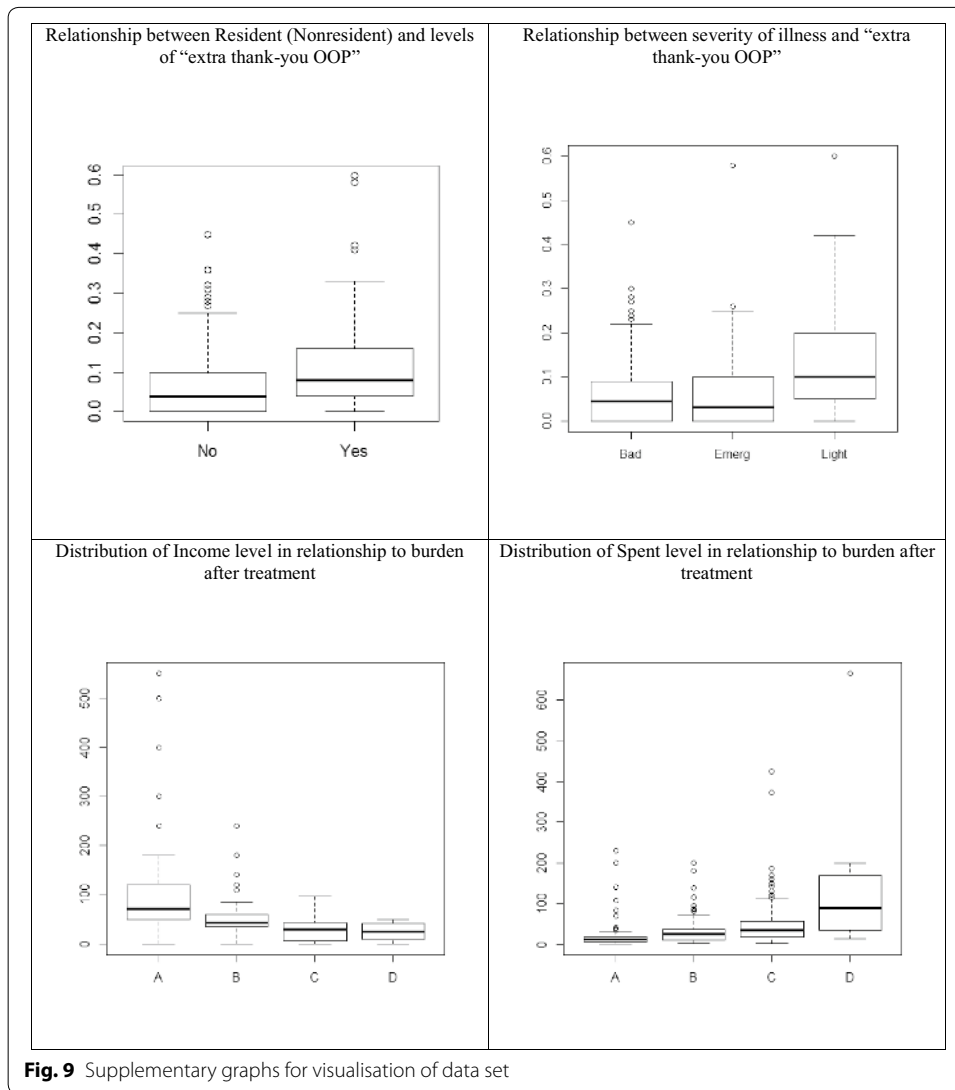 Relationship between Resident (Nonresident) and levels
of “extra thank-you OOP”
0.0 0.1 0.2 0.3 0.4 0.5 0.6
No Yes
Relationship between severity of illness and “extra
thank-you OOP”
0.0 0.1 0.2 0.3 0.4 0.5 0.6
Bad Emerg Light
Distribution of Income level in relationship to burden
after treatment
0 100 200 300 400 500
A B C D
Distribution of Spent level in relationship to burden after
treatment
0 100 200 300 400 500 600
A B C D
Fig. 9 Supplementary graphs for visualisation of data set